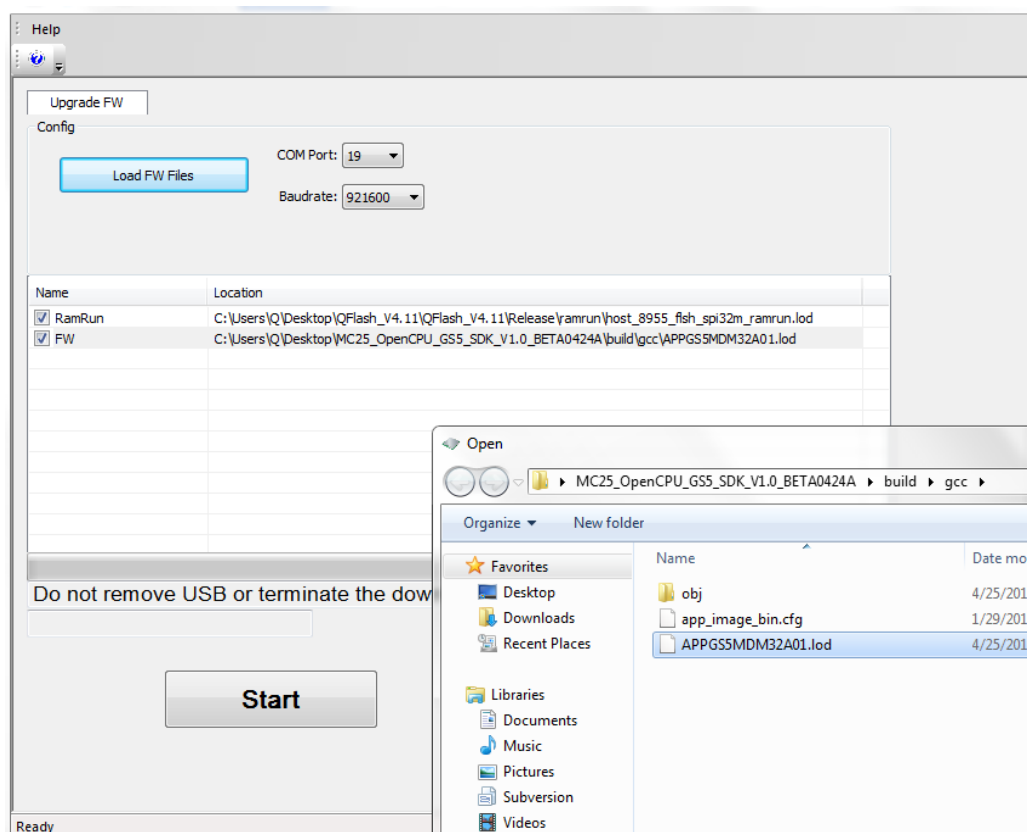 Help
Upgrade FW
Config
Load FW Files
COM Port: 19
Baudrate: 921600
Name Location
RamRun C:\Users\Q\Desktop\QFlash_V4.11\QFlash_V4.11\Release\ramrun\host_8955_flsh_spi32m_ramrun.lod
FW C:\Users\Q\Desktop\MC25_OpenCPU_GS5_SDK_V1.0_BETA0424A\build\gcc\APPGS5MDM32A01.lod
Do not remove USB or terminate the dow
Start
Ready
Open
MC25_OpenCPU_GS5_SDK_V1.0_BETA0424A build gcc
Organize New folder
Favorites
Desktop
Downloads
Recent Places
Libraries
Documents
Music
Pictures
Subversion
Videos
Name Date mo
obj 4/25/201
app_image_bin.cfg 1/29/201
APPGS5MDM32A01.lod 4/25/201